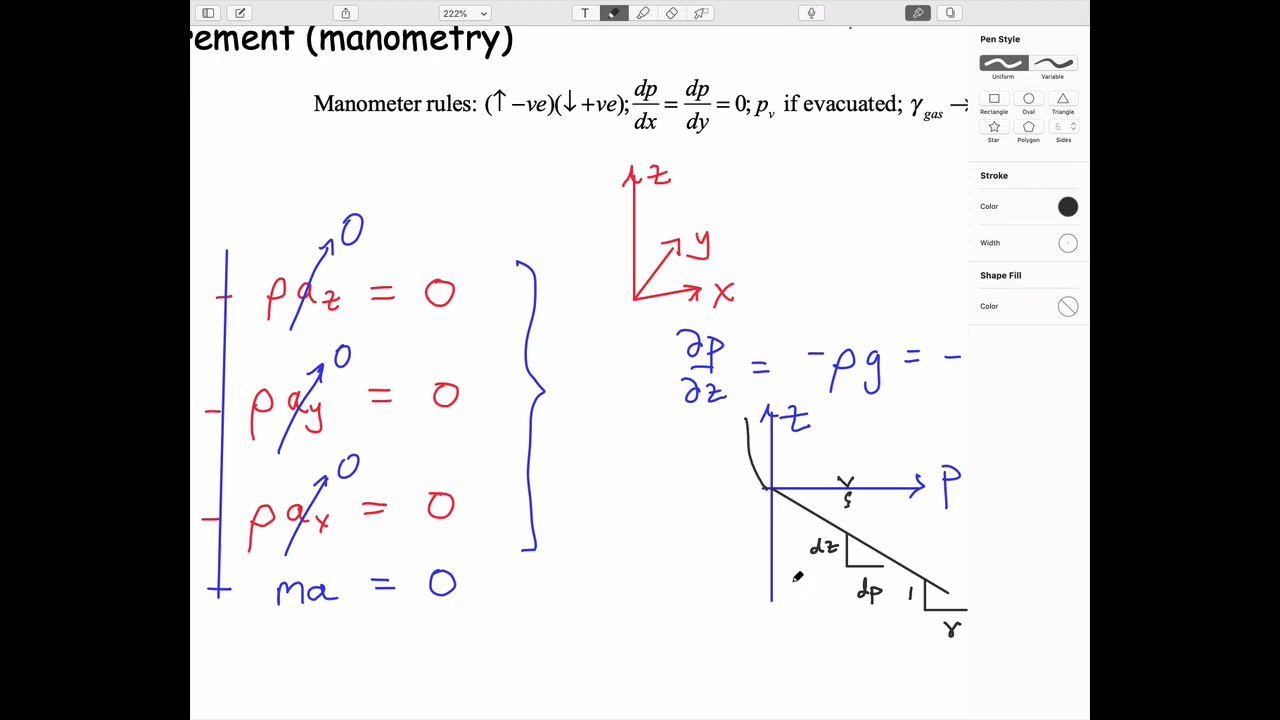 222%
T
rement (manometry)
Manometer rules: (↑ −ve)(↓ +ve); dp/dx = dp/dy = 0; p_v if evacuated; γ_gas →
z
y
x
ρa_z = 0
0
ρa_y = 0
0
ρa_x = 0
0
ma = 0
∂p/∂z = -ρg = -
z
P
dz
dp
1
γ
Pen Style
Uniform
Variable
Rectangle
Oval
Triangle
Star
Polygon
5
Sides
Stroke
Color
Width
Shape Fill
Color